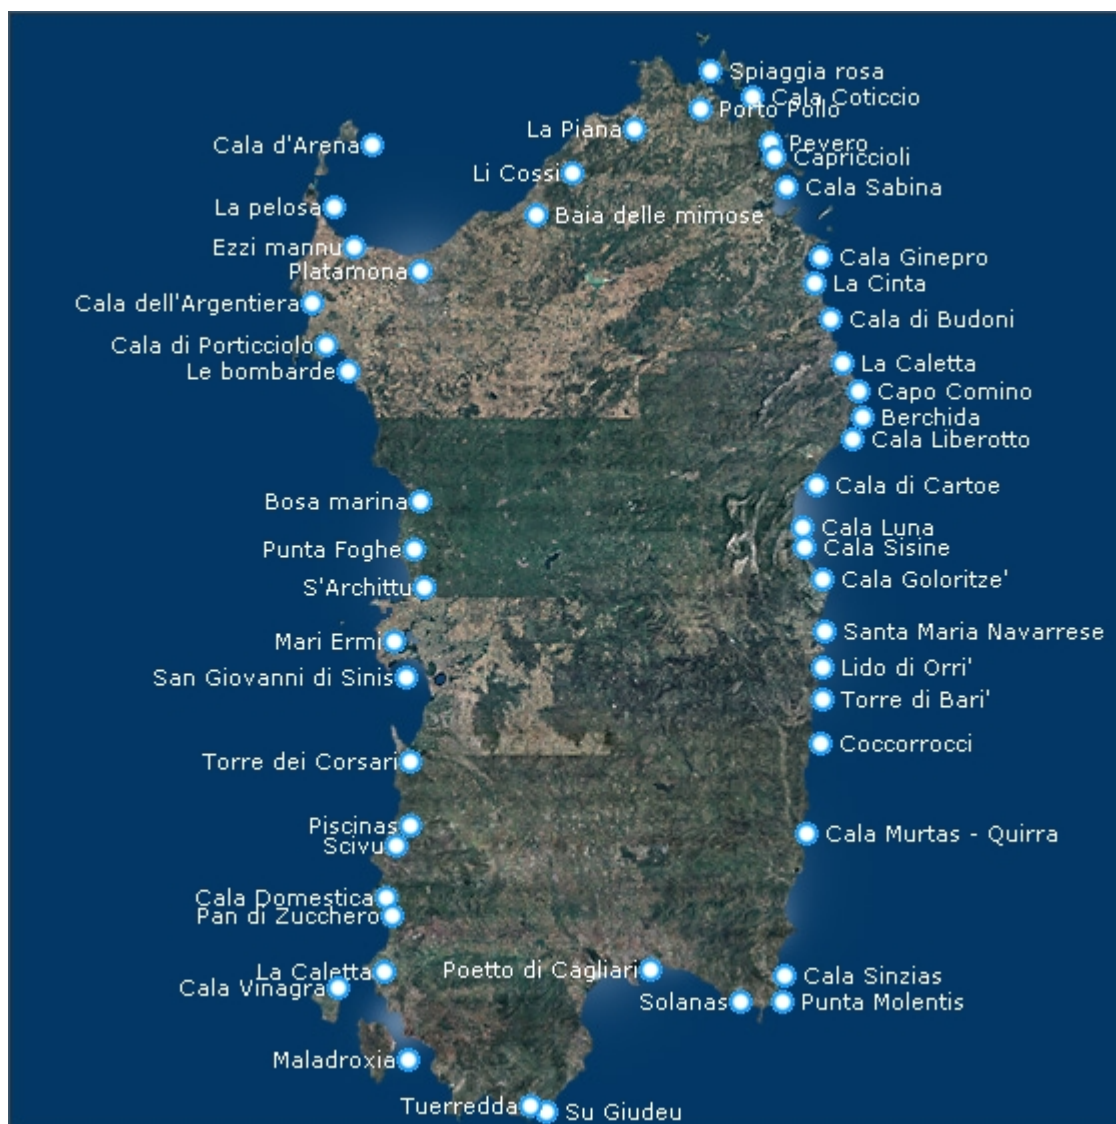 Spiaggia rosa
Cala Coticcio
Porto Pollo
La Piana
Pevero
Cala d'Arena
Capriccioli
Li Cossi
Cala Sabina
La pelosa
Baia delle mimose
Ezzi mannu
Cala Ginepro
Platamona
La Cinta
Cala dell'Argentiera
Cala di Budoni
Cala di Porticciolo
La Caletta
Le bombarde
Capo Comino
Berchida
Cala Liberotto
Cala di Cartoe
Bosa marina
Cala Luna
Cala Sisine
Punta Foghe
Cala Goloritze'
S'Archittu
Santa Maria Navarrese
Mari Ermi
Lido di Orri'
San Giovanni di Sinis
Torre di Bari'
Coccorrocci
Torre dei Corsari
Piscinas
Cala Murtas - Quirra
Scivu
Cala Domestica
Pan di Zucchero
Poetto di Cagliari
La Caletta
Cala Sinzias
Cala Vinagra
Solanas
Punta Molentis
Maladroxia
Tuerredda
Su Giudeu